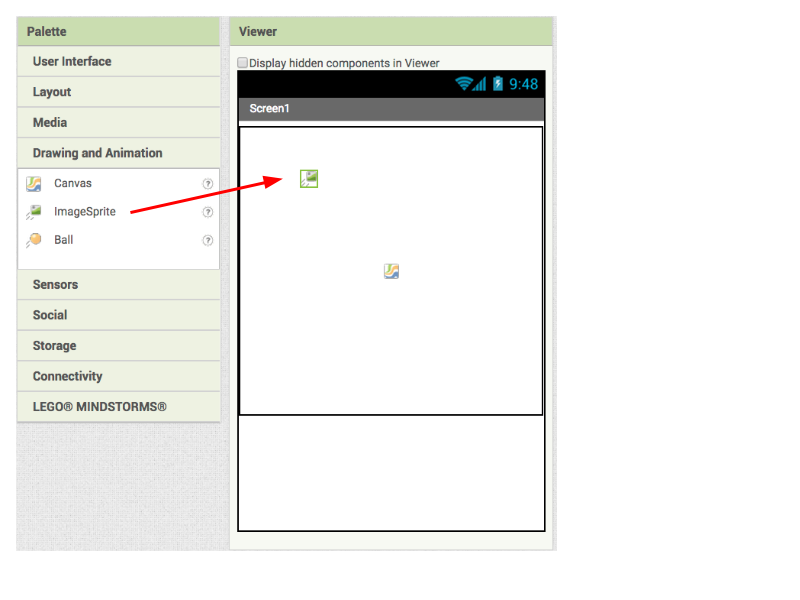 Palette
User Interface
Layout
Media
Drawing and Animation
Canvas ?
ImageSprite ?
Ball ?
Sensors
Social
Storage
Connectivity
LEGO® MINDSTORMS®
Viewer
Display hidden components in Viewer
9:48
Screen1